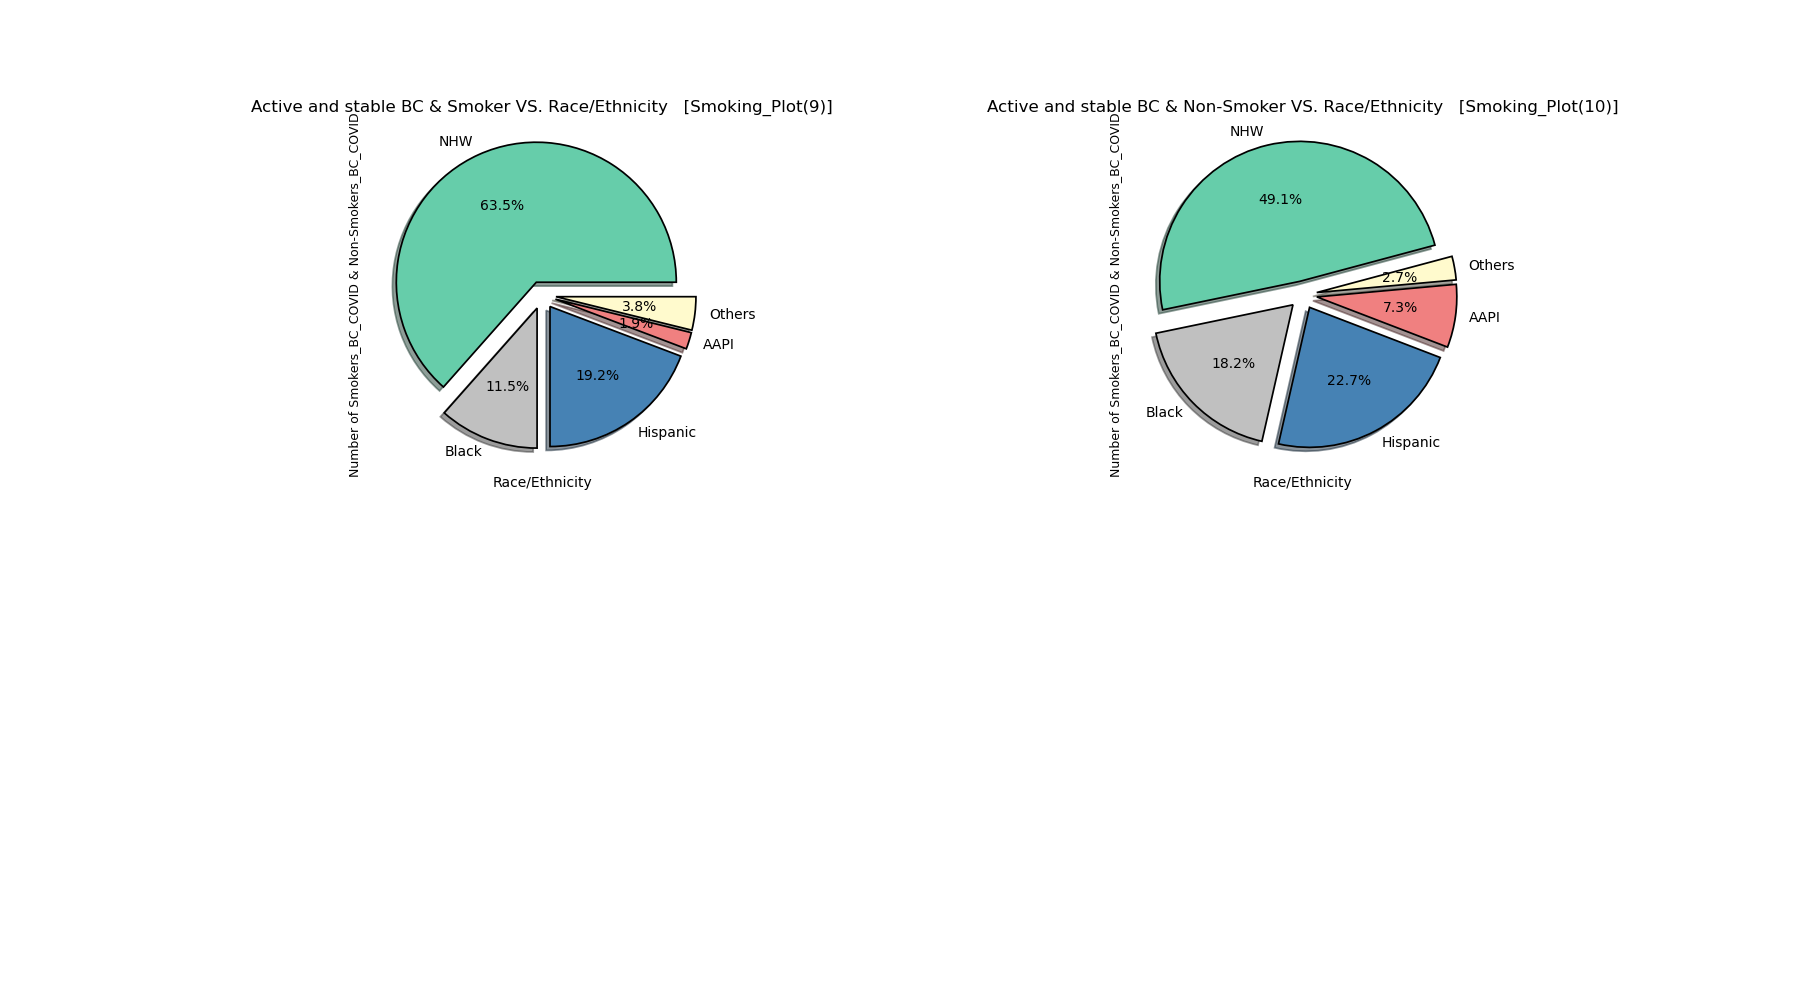 Active and stable BC & Smoker VS. Race/Ethnicity   [Smoking_Plot(9)]
Number of Smokers_BC_COVID & Non-Smokers_BC_COVID
NHW
63.5%
Others
3.8%
AAPI
1.9%
Hispanic
19.2%
Black
11.5%
Race/Ethnicity
Active and stable BC & Non-Smoker VS. Race/Ethnicity   [Smoking_Plot(10)]
Number of Smokers_BC_COVID & Non-Smokers_BC_COVID
NHW
49.1%
Others
2.7%
AAPI
7.3%
Hispanic
22.7%
Black
18.2%
Race/Ethnicity